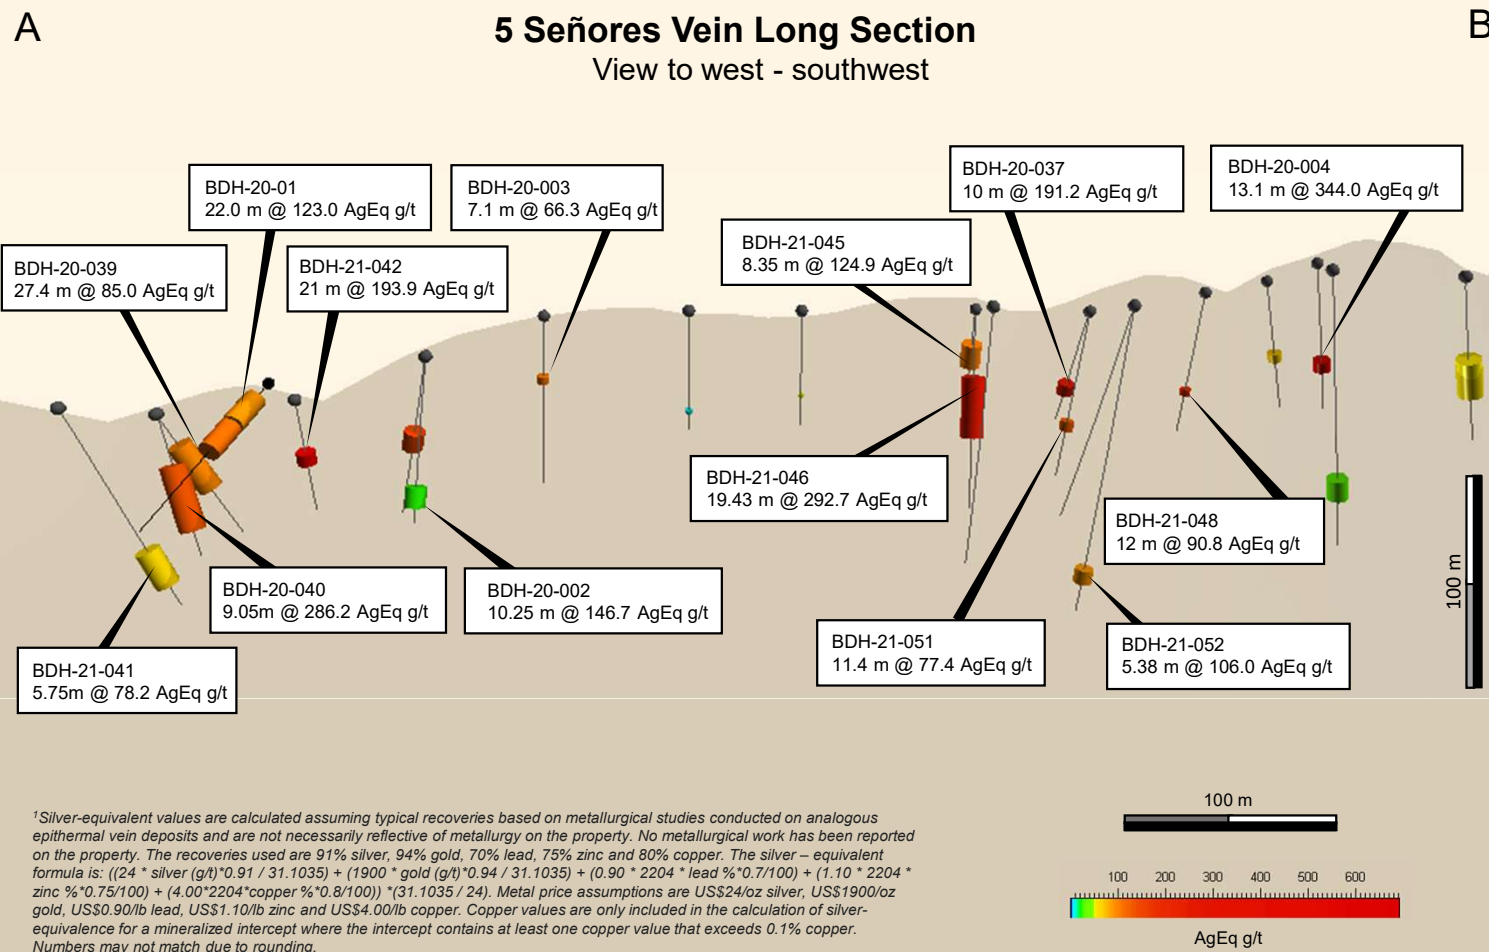 A
5 Señores Vein Long Section
B
View to west - southwest
BDH-20-01
22.0 m @ 123.0 AgEq g/t
BDH-20-003
7.1 m @ 66.3 AgEq g/t
BDH-20-037
10 m @ 191.2 AgEq g/t
BDH-20-004
13.1 m @ 344.0 AgEq g/t
BDH-20-039
27.4 m @ 85.0 AgEq g/t
BDH-21-042
21 m @ 193.9 AgEq g/t
BDH-21-045
8.35 m @ 124.9 AgEq g/t
BDH-21-046
19.43 m @ 292.7 AgEq g/t
BDH-21-048
12 m @ 90.8 AgEq g/t
100 m
BDH-20-040
9.05m @ 286.2 AgEq g/t
BDH-20-002
10.25 m @ 146.7 AgEq g/t
BDH-21-051
11.4 m @ 77.4 AgEq g/t
BDH-21-052
5.38 m @ 106.0 AgEq g/t
BDH-21-041
5.75m @ 78.2 AgEq g/t
100 m
¹Silver-equivalent values are calculated assuming typical recoveries based on metallurgical studies conducted on analogous
epithermal vein deposits and are not necessarily reflective of metallurgy on the property. No metallurgical work has been reported
on the property. The recoveries used are 91% silver, 94% gold, 70% lead, 75% zinc and 80% copper. The silver – equivalent
formula is: ((24 * silver (g/t)*0.91 / 31.1035) + (1900 * gold (g/t)*0.94 / 31.1035) + (0.90 * 2204 * lead %*0.7/100) + (1.10 * 2204 *
zinc %*0.75/100) + (4.00*2204*copper %*0.8/100)) *(31.1035 / 24). Metal price assumptions are US$24/oz silver, US$1900/oz
gold, US$0.90/lb lead, US$1.10/lb zinc and US$4.00/lb copper. Copper values are only included in the calculation of silver-
equivalence for a mineralized intercept where the intercept contains at least one copper value that exceeds 0.1% copper.
Numbers may not match due to rounding.
100 200 300 400 500 600
AgEq g/t